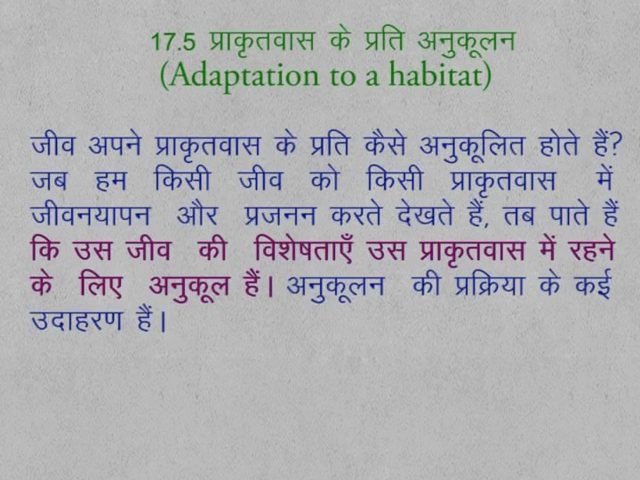 17.5 प्राकृतवास के प्रति अनुकूलन
(Adaptation to a habitat)
जीव अपने प्राकृतवास के प्रति कैसे अनुकूलित होते हैं?
जब हम किसी जीव को किसी प्राकृतवास में
जीवनयापन और प्रजनन करते देखते हैं, तब पाते हैं
कि उस जीव की विशेषताएँ उस प्राकृतवास में रहने
के लिए अनुकूल हैं। अनुकूलन की प्रक्रिया के कई
उदाहरण हैं।